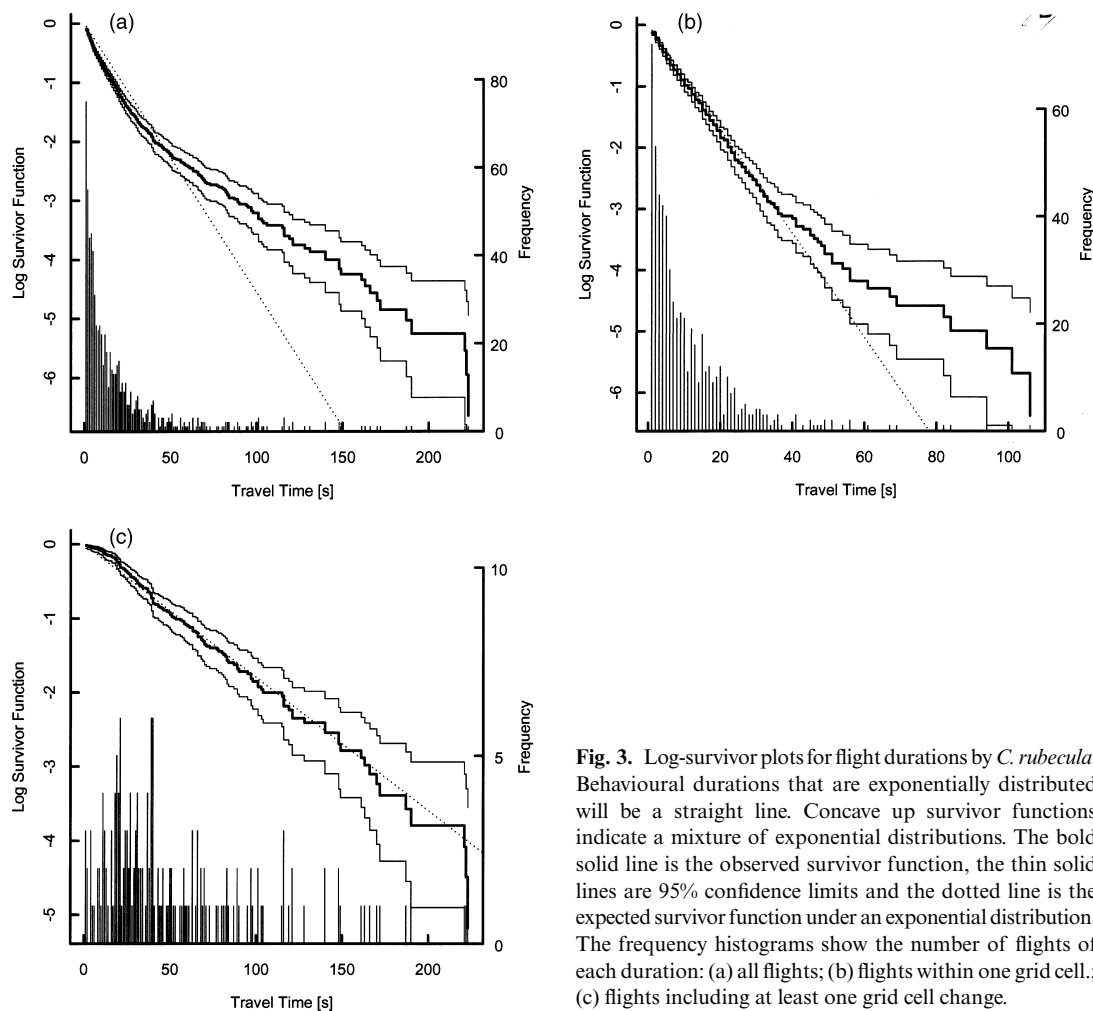 (a)
0
-1
-2
-3
-4
-5
-6
Log Survivor Function
80
60
40
20
0
Frequency
0 50 100 150 200
Travel Time [s]
(b)
0
-1
-2
-3
-4
-5
-6
Log Survivor Function
60
40
20
0
Frequency
0 20 40 60 80 100
Travel Time [s]
(c)
0
-1
-2
-3
-4
-5
Log Survivor Function
10
5
0
Frequency
0 50 100 150 200
Travel Time [s]
Fig. 3. Log-survivor plots for flight durations by C. rubecula
Behavioural durations that are exponentially distributed
will be a straight line. Concave up survivor functions
indicate a mixture of exponential distributions. The bold
solid line is the observed survivor function, the thin solid
lines are 95% confidence limits and the dotted line is the
expected survivor function under an exponential distribution
The frequency histograms show the number of flights of
each duration: (a) all flights; (b) flights within one grid cell.;
(c) flights including at least one grid cell change.